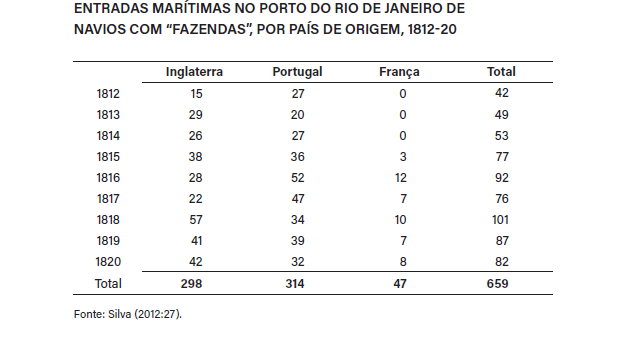 ENTRADAS MARÍTIMAS NO PORTO DO RIO DE JANEIRO DE
NAVIOS COM “FAZENDAS”, POR PAÍS DE ORIGEM, 1812-20
Inglaterra Portugal França Total
1812 15 27 0 42
1813 29 20 0 49
1814 26 27 0 53
1815 38 36 3 77
1816 28 52 12 92
1817 22 47 7 76
1818 57 34 10 101
1819 41 39 7 87
1820 42 32 8 82
Total 298 314 47 659
Fonte: Silva (2012:27).